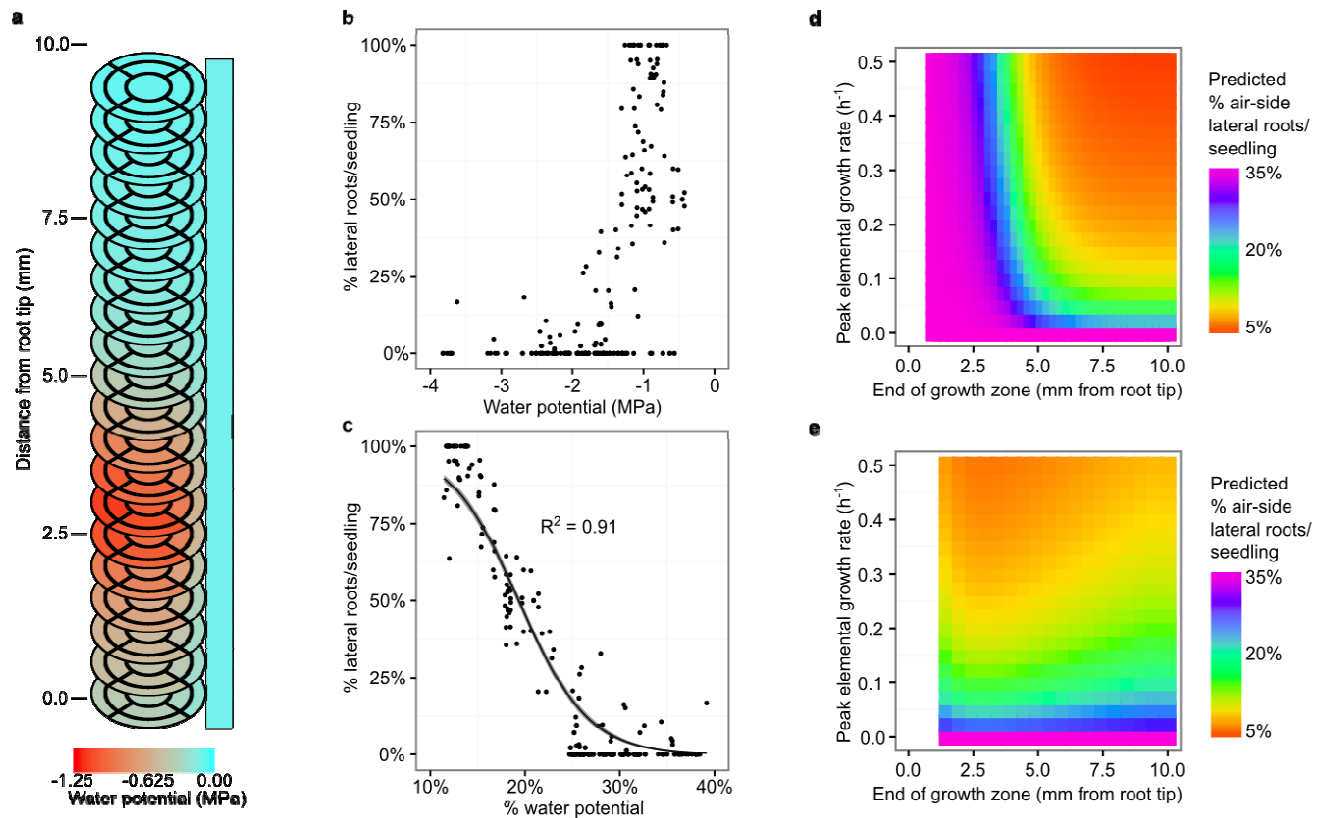 a
10.0
7.5
5.0
2.5
0.0
Distance from root tip (mm)
-1.25 -0.625 0.00
Water potential (MPa)
b
100%
75%
50%
25%
0%
% lateral roots/seedling
-4 -3 -2 -1 0
Water potential (MPa)
c
100%
75%
50%
25%
0%
% lateral roots/seedling
R² = 0.91
10% 20% 30% 40%
% water potential
d
0.5
0.4
0.3
0.2
0.1
0.0
Peak elemental growth rate (h⁻¹)
0.0 2.5 5.0 7.5 10.0
End of growth zone (mm from root tip)
Predicted
% air-side
lateral roots/
seedling
35%
20%
5%
e
0.5
0.4
0.3
0.2
0.1
0.0
Peak elemental growth rate (h⁻¹)
0.0 2.5 5.0 7.5 10.0
End of growth zone (mm from root tip)
Predicted
% air-side
lateral roots/
seedling
35%
20%
5%